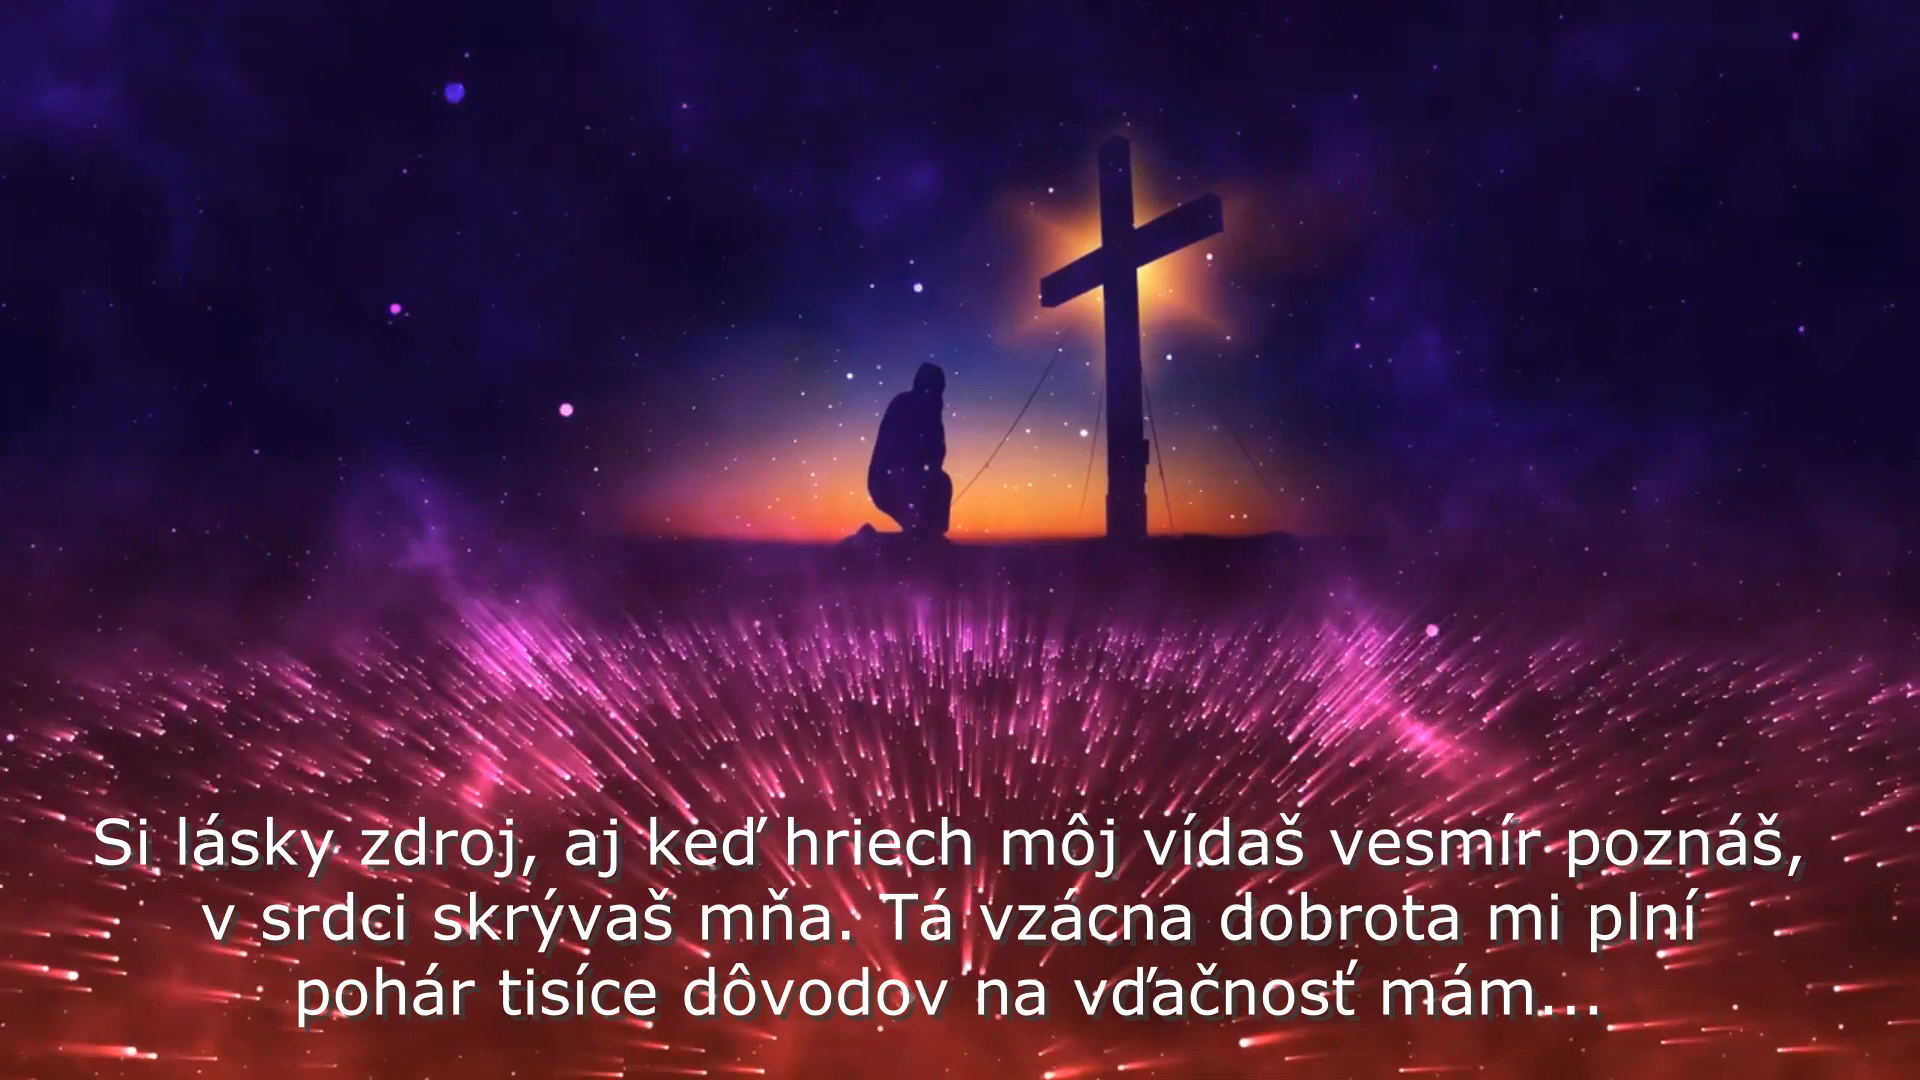 Si lásky zdroj, aj keď hriech môj vídaš vesmír poznáš,
v srdci skrývaš mňa. Tá vzácna dobrota mi plní
pohár tisíce dôvodov na vďačnosť mám...